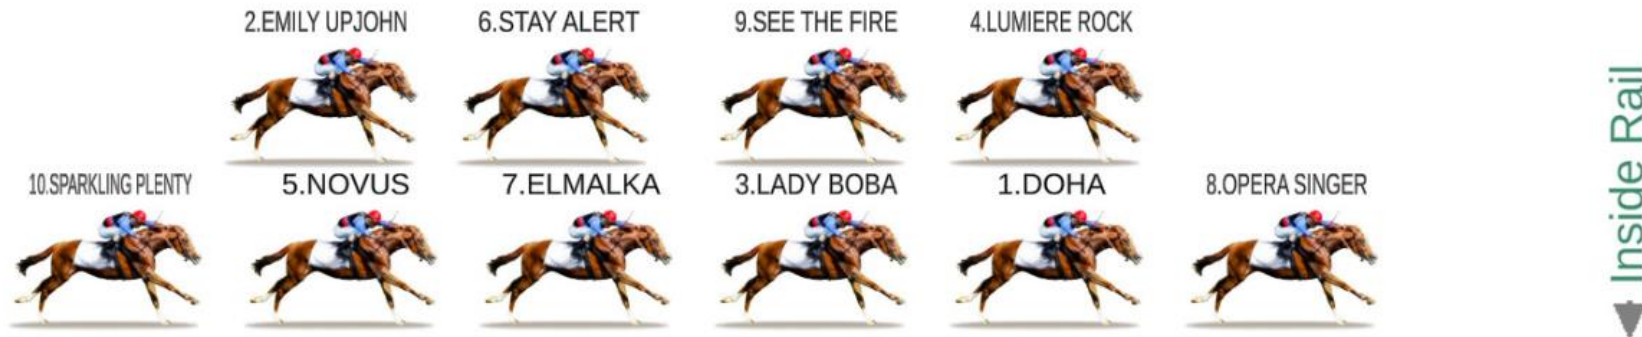 2.EMILY UPJOHN 6.STAY ALERT 9.SEE THE FIRE 4.LUMIERE ROCK
10.SPARKLING PLENTY 5.NOVUS 7.ELMALKA 3.LADY BOBA 1.DOHA 8.OPERA SINGER
Inside Rail